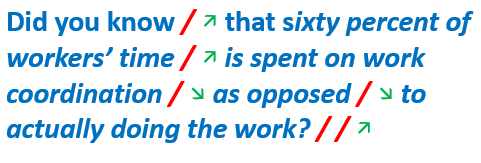 Did you know / ↗ that sixty percent of
workers’ time / ↗ is spent on work
coordination / ↘ as opposed / ↘ to
actually doing the work? / / ↗